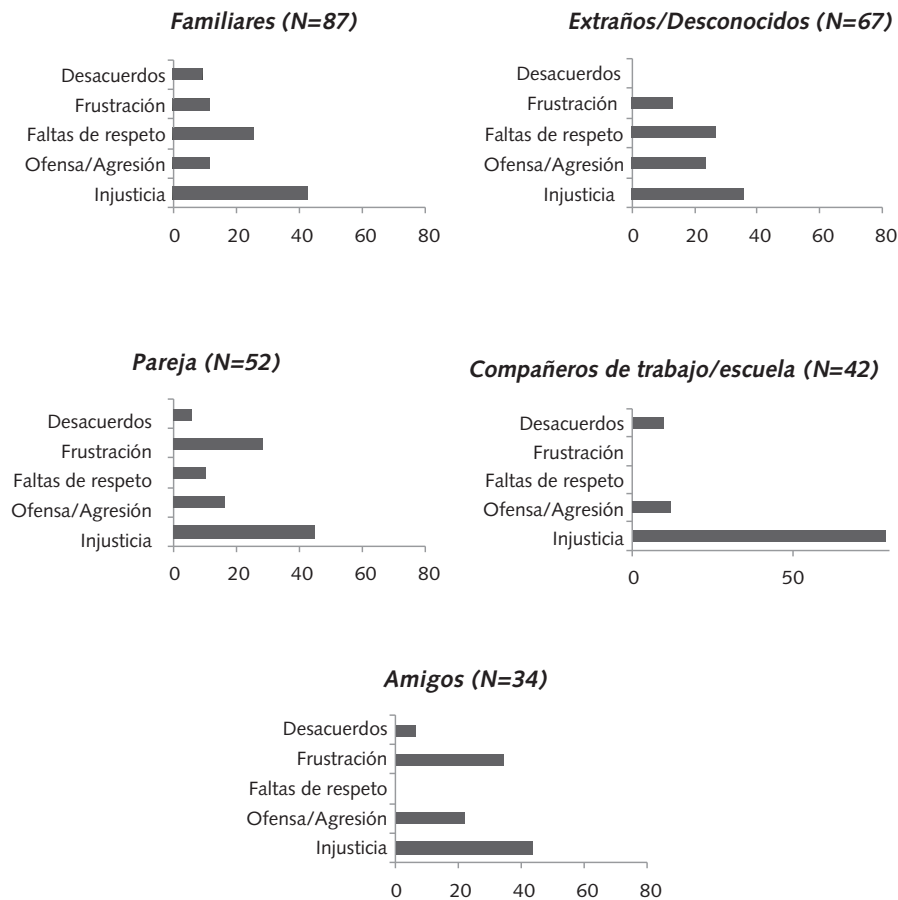 Familiares (N=87)
Desacuerdos
Frustración
Faltas de respeto
Ofensa/Agresión
Injusticia
0 20 40 60 80
Extraños/Desconocidos (N=67)
Desacuerdos
Frustración
Faltas de respeto
Ofensa/Agresión
Injusticia
0 20 40 60 80
Pareja (N=52)
Desacuerdos
Frustración
Faltas de respeto
Ofensa/Agresión
Injusticia
0 20 40 60 80
Compañeros de trabajo/escuela (N=42)
Desacuerdos
Frustración
Faltas de respeto
Ofensa/Agresión
Injusticia
0 50
Amigos (N=34)
Desacuerdos
Frustración
Faltas de respeto
Ofensa/Agresión
Injusticia
0 20 40 60 80